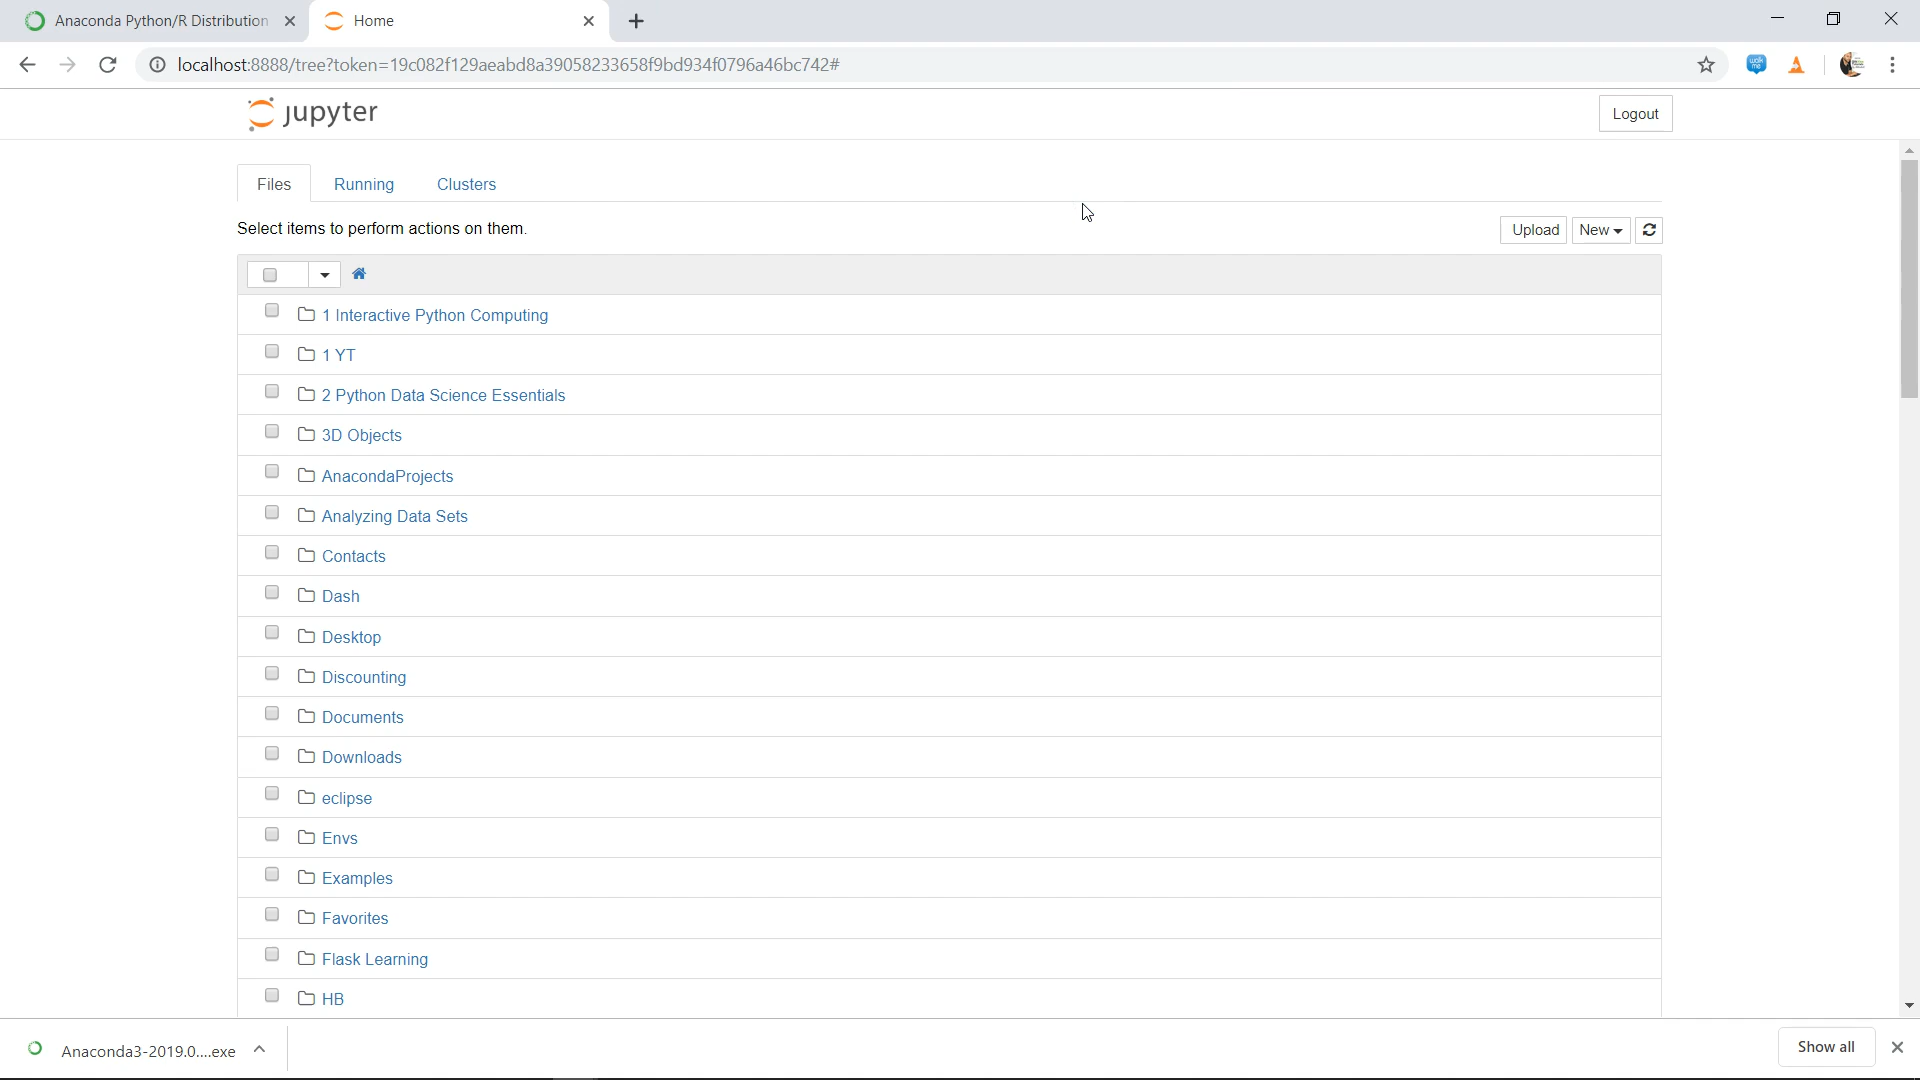 Anaconda Python/R Distribution
Home
localhost:8888/tree?token=19c082f129aeabd8a39058233658f9bd934f0796a46bc742#
jupyter
Logout
Files Running Clusters
Select items to perform actions on them.
Upload New
1 Interactive Python Computing
1 YT
2 Python Data Science Essentials
3D Objects
AnacondaProjects
Analyzing Data Sets
Contacts
Dash
Desktop
Discounting
Documents
Downloads
eclipse
Envs
Examples
Favorites
Flask Learning
HB
Anaconda3-2019.0....exe
Show all